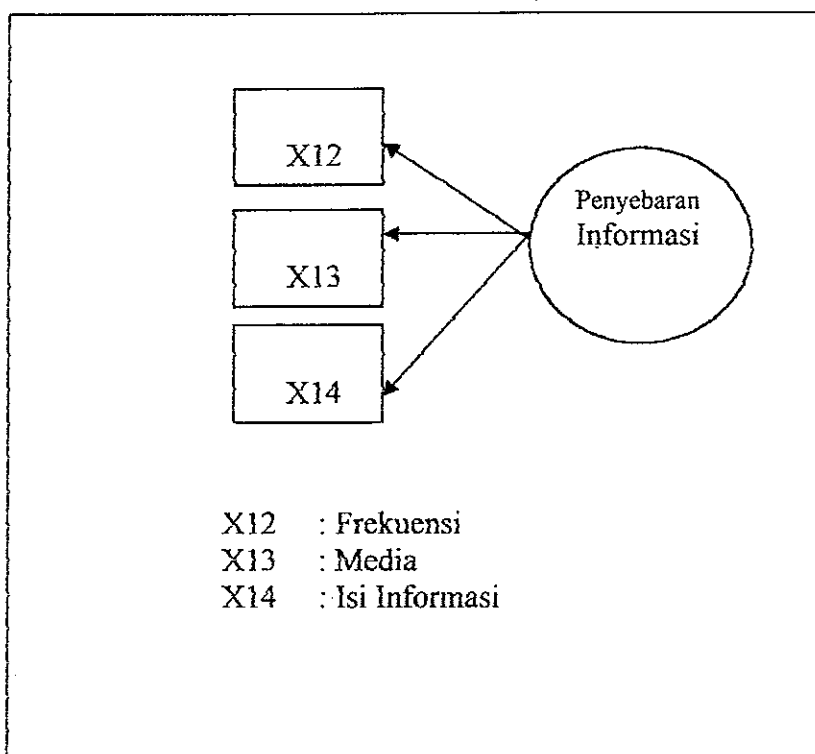 X12
Penyebaran
Informasi
X13
X14
X12 : Frekuensi
X13 : Media
X14 : Isi Informasi